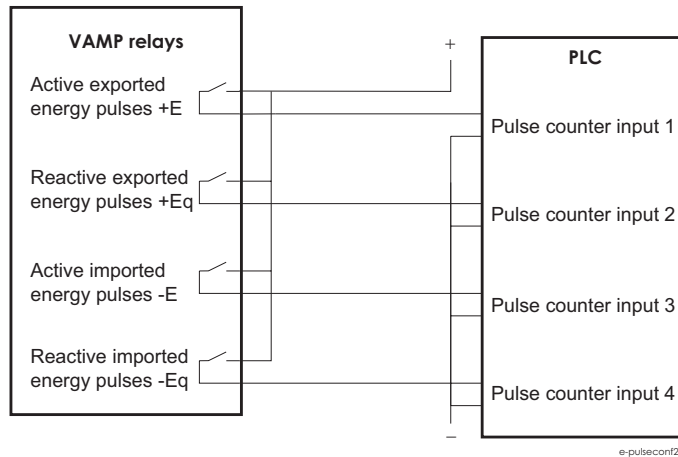 VAMP relays
Active exported
energy pulses +E
Reactive exported
energy pulses +Eq
Active imported
energy pulses -E
Reactive imported
energy pulses -Eq
+
−
PLC
Pulse counter input 1
Pulse counter input 2
Pulse counter input 3
Pulse counter input 4
e-pulseconf2